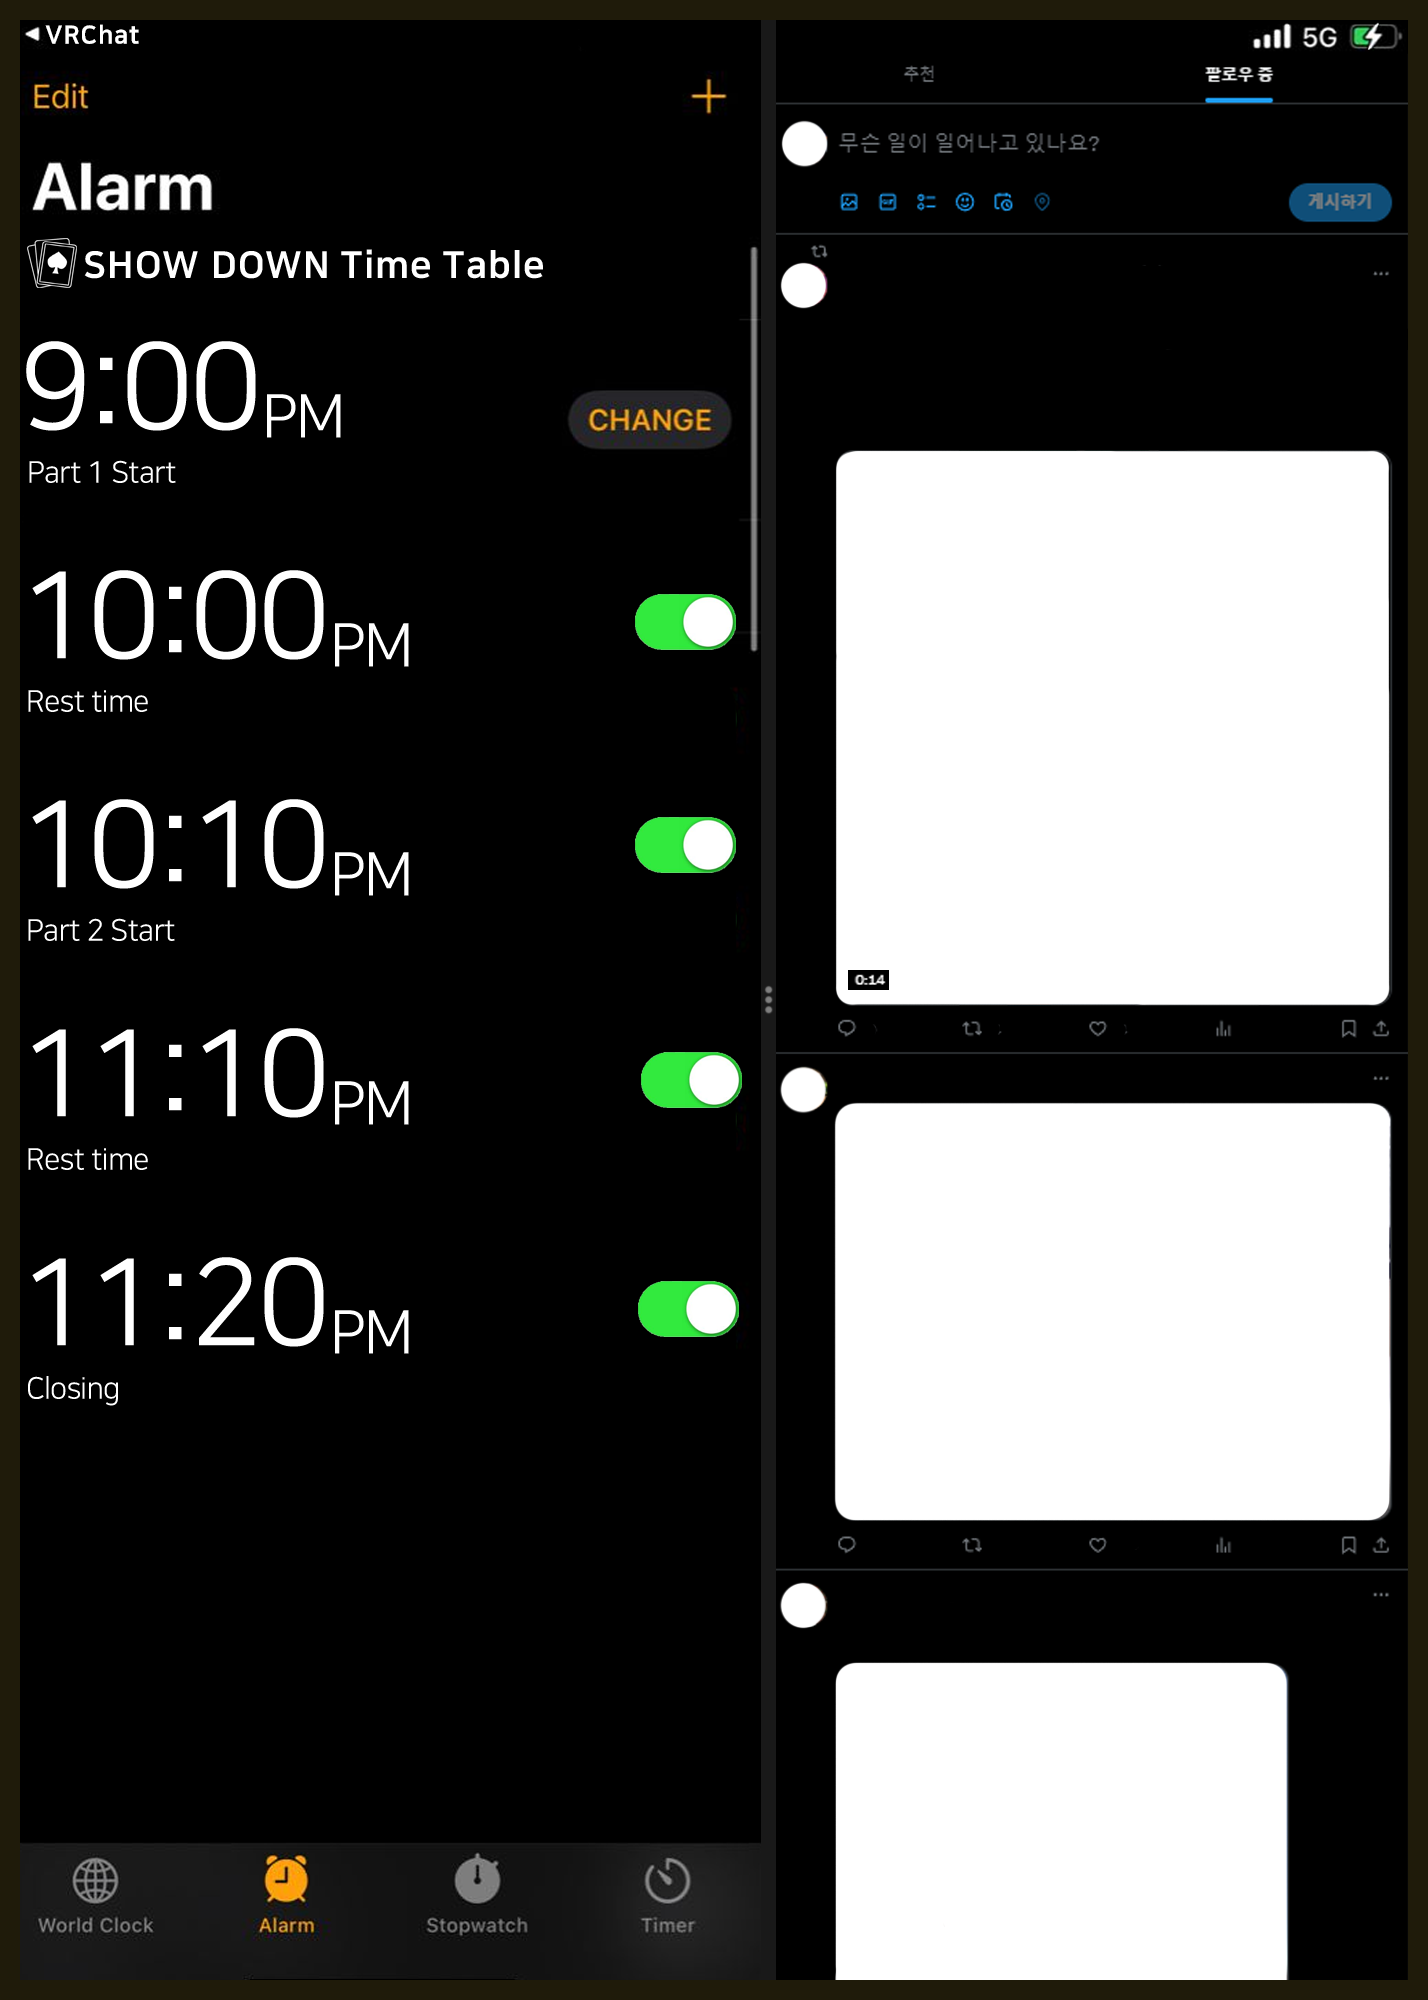 VRChat
Edit
Alarm
SHOW DOWN Time Table
9:00PM
CHANGE
Part 1 Start
10:00PM
Rest time
10:10PM
Part 2 Start
11:10PM
Rest time
11:20PM
Closing
World Clock
Alarm
Stopwatch
Timer
5G
추천
팔로우 중
무슨 일이 일어나고 있나요?
GIF
게시하기
0:14